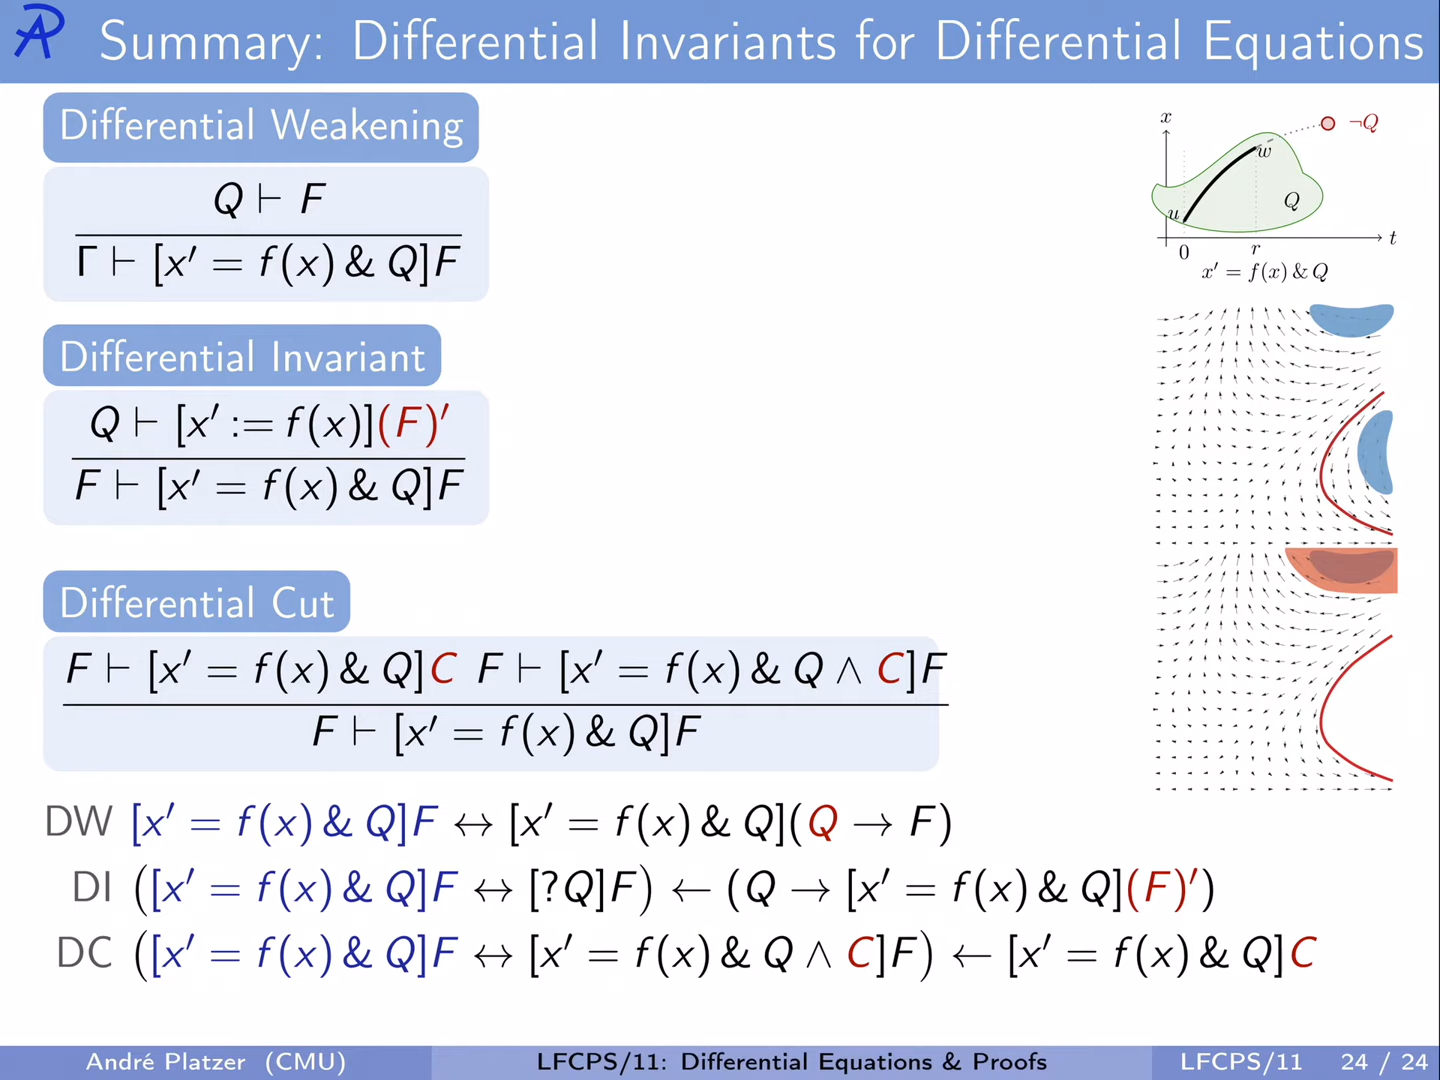 Summary: Differential Invariants for Differential Equations
Differential Weakening
Q ⊢ F
Γ ⊢ [x′ = f(x) & Q]F
Differential Invariant
Q ⊢ [x′ := f(x)](F)′
F ⊢ [x′ = f(x) & Q]F
Differential Cut
F ⊢ [x′ = f(x) & Q]C F ⊢ [x′ = f(x) & Q ∧ C]F
F ⊢ [x′ = f(x) & Q]F
DW [x′ = f(x) & Q]F ↔ [x′ = f(x) & Q](Q → F)
DI ([x′ = f(x) & Q]F ↔ [?Q]F) ← (Q → [x′ = f(x) & Q](F)′)
DC ([x′ = f(x) & Q]F ↔ [x′ = f(x) & Q ∧ C]F) ← [x′ = f(x) & Q]C
x
¬Q
w
Q
u
t
0 r
x′ = f(x) & Q
André Platzer (CMU)
LFCPS/11: Differential Equations & Proofs
LFCPS/11 24 / 24